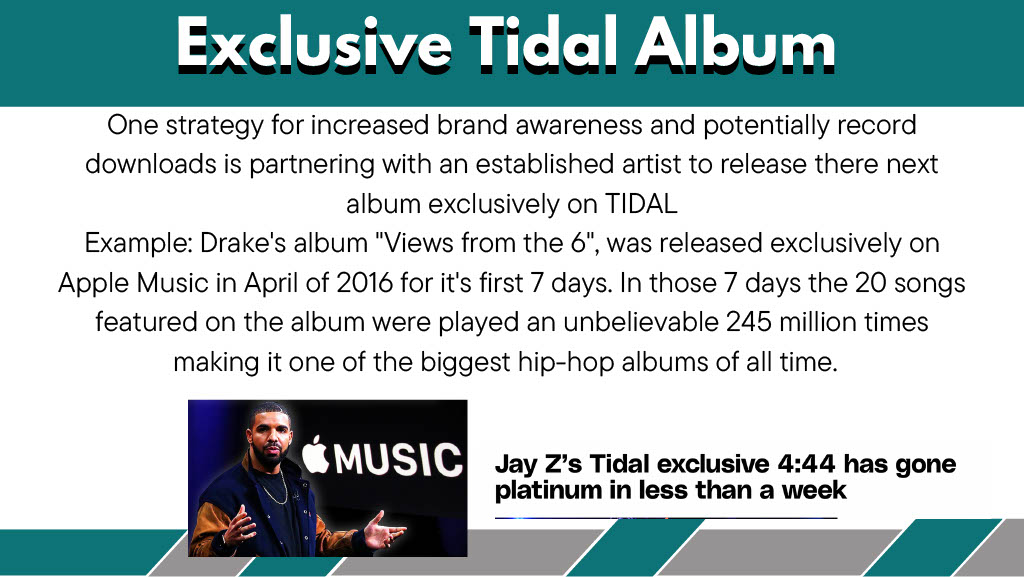 Exclusive Tidal Album
One strategy for increased brand awareness and potentially record
downloads is partnering with an established artist to release there next
album exclusively on TIDAL
Example: Drake's album "Views from the 6", was released exclusively on
Apple Music in April of 2016 for it's first 7 days. In those 7 days the 20 songs
featured on the album were played an unbelievable 245 million times
making it one of the biggest hip-hop albums of all time.
MUSIC
Jay Z’s Tidal exclusive 4:44 has gone
platinum in less than a week